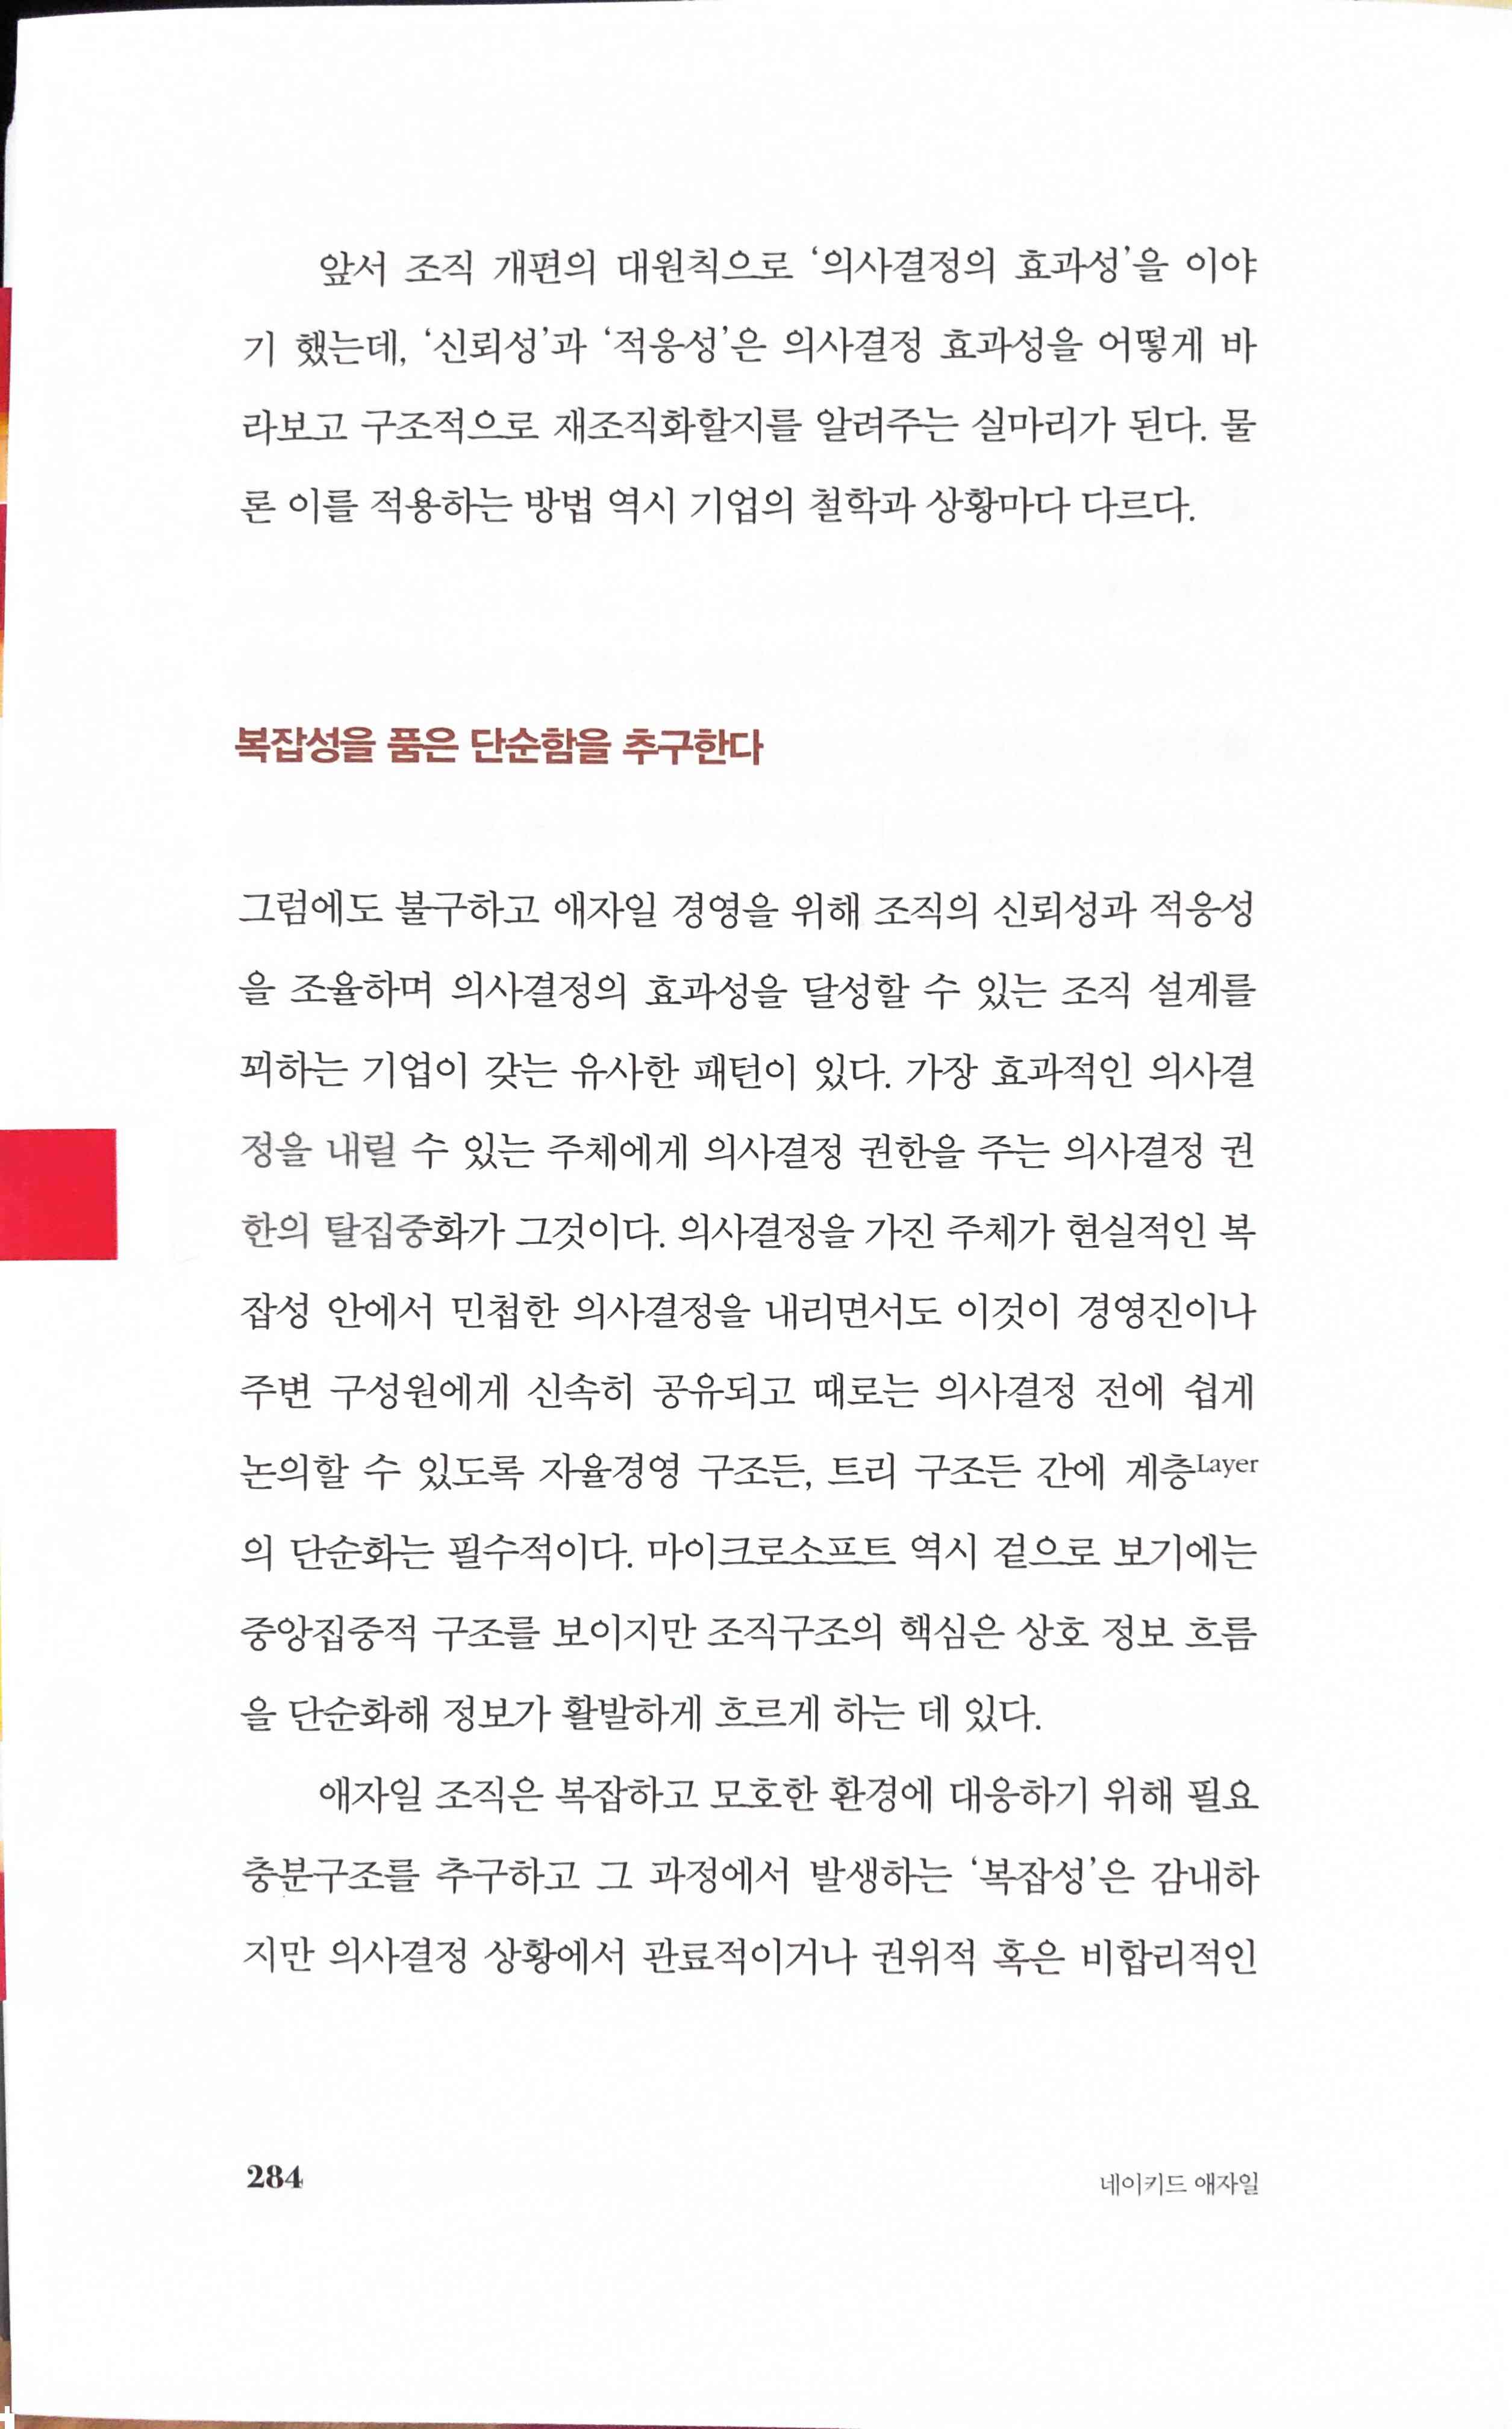 앞서 조직 개편의 대원칙으로 ‘의사결정의 효과성’을 이야
기 했는데, ‘신뢰성’과 ‘적응성’은 의사결정 효과성을 어떻게 바
라보고 구조적으로 재조직화할지를 알려주는 실마리가 된다. 물
론 이를 적용하는 방법 역시 기업의 철학과 상황마다 다르다.
복잡성을 품은 단순함을 추구한다
그럼에도 불구하고 애자일 경영을 위해 조직의 신뢰성과 적응성
을 조율하며 의사결정의 효과성을 달성할 수 있는 조직 설계를
꾀하는 기업이 갖는 유사한 패턴이 있다. 가장 효과적인 의사결
정을 내릴 수 있는 주체에게 의사결정 권한을 주는 의사결정 권
한의 탈집중화가 그것이다. 의사결정을 가진 주체가 현실적인 복
잡성 안에서 민첩한 의사결정을 내리면서도 이것이 경영진이나
주변 구성원에게 신속히 공유되고 때로는 의사결정 전에 쉽게
논의할 수 있도록 자율경영 구조든, 트리 구조든 간에 계층Layer
의 단순화는 필수적이다. 마이크로소프트 역시 겉으로 보기에는
중앙집중적 구조를 보이지만 조직구조의 핵심은 상호 정보 흐름
을 단순화해 정보가 활발하게 흐르게 하는 데 있다.
애자일 조직은 복잡하고 모호한 환경에 대응하기 위해 필요
충분구조를 추구하고 그 과정에서 발생하는 ‘복잡성’은 감내하
지만 의사결정 상황에서 관료적이거나 권위적 혹은 비합리적인
284
네이키드 애자일